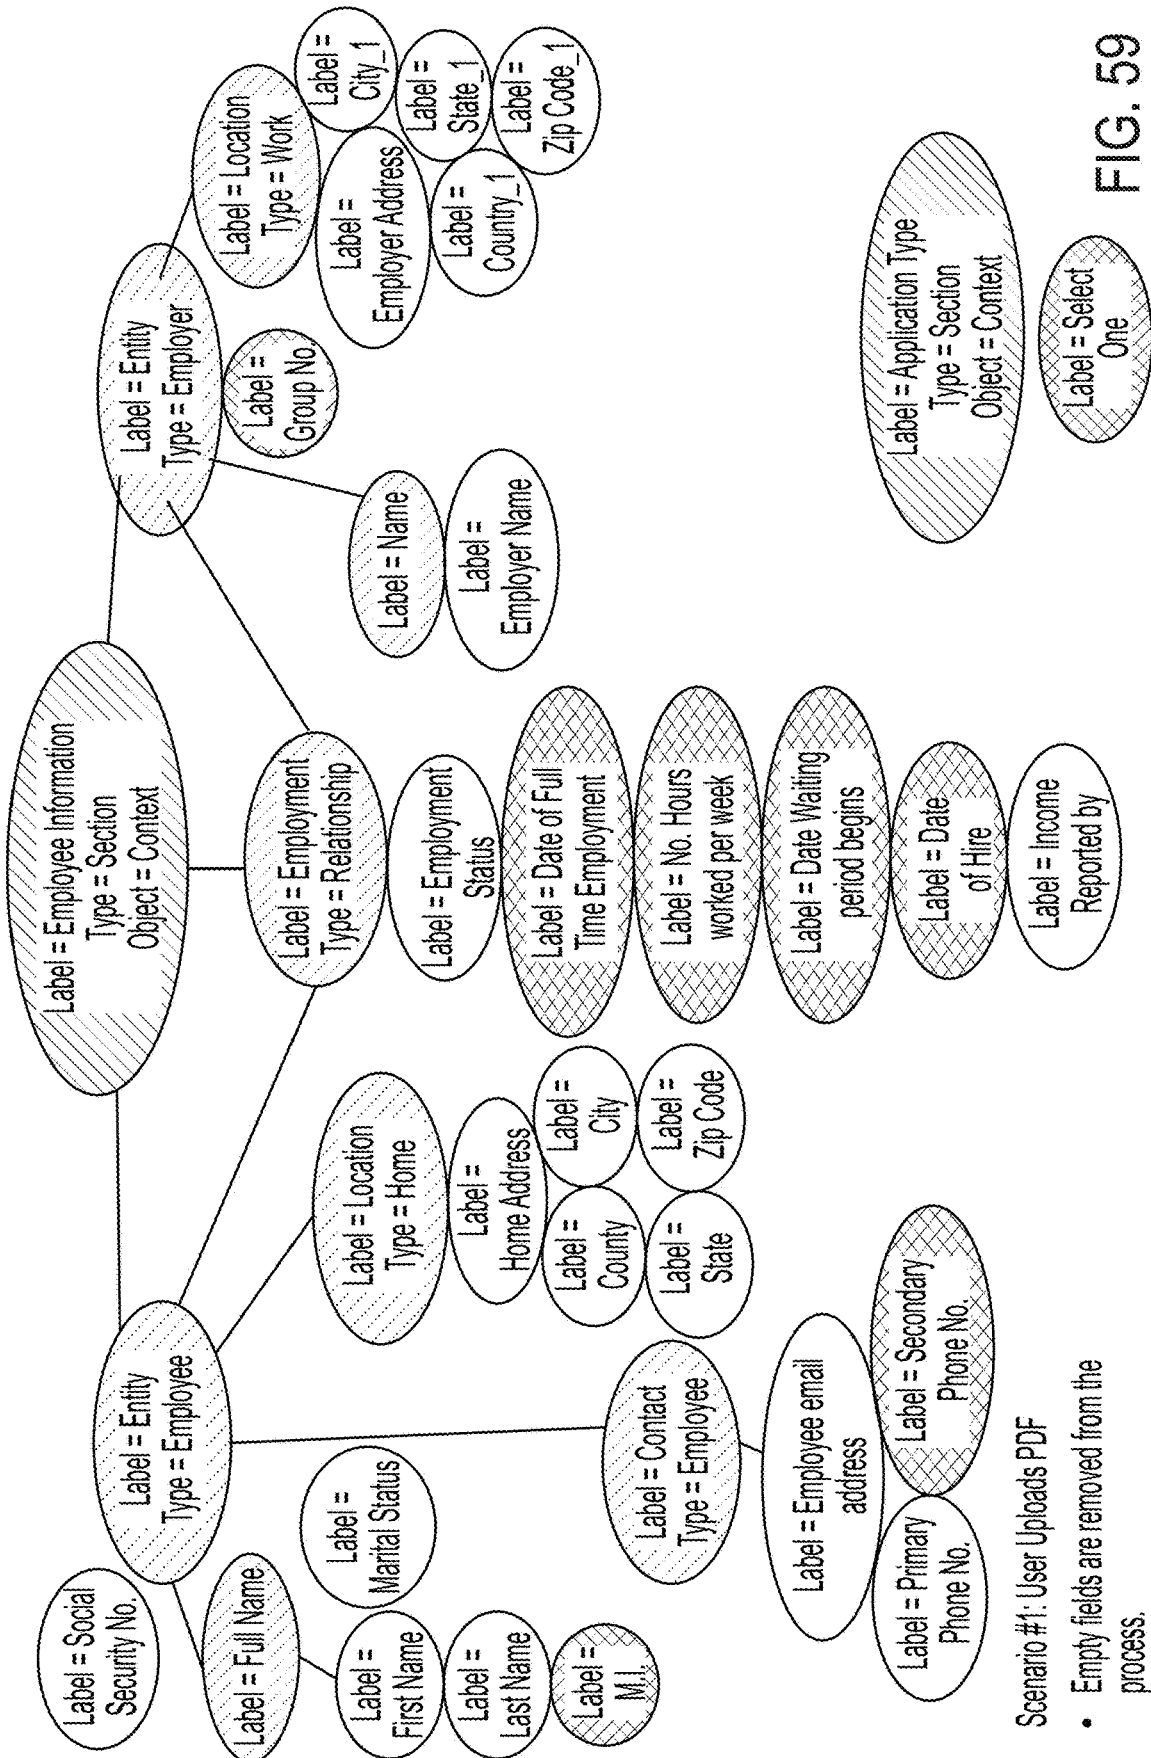 Label = Employee Information
Type = Section
Object = Context
Label = Social
Security No.
Label = Entity
Type = Employee
Label = Entity
Type = Employer
Label = Full Name
Label =
First Name
Label =
Last Name
Label =
M.I.
Label =
Marital Status
Label = Contact
Type = Employee
Label = Employee email
address
Label = Primary
Phone No.
Label = Secondary
Phone No.
Label = Location
Type = Home
Label =
Home Address
Label =
City
Label =
County
Label =
Zip Code
Label =
State
Label = Employment
Type = Relationship
Label = Employment
Status
Label = Date of Full
Time Employment
Label = No. Hours
worked per week
Label = Date Waiting
period begins
Label = Date
of Hire
Label = Income
Reported by
Label = Name
Label =
Employer Name
Label =
Group No.
Label = Location
Type = Work
Label =
City_1
Label =
Employer Address
Label =
State_1
Label =
Country_1
Label =
Zip Code_1
Label = Application Type
Type = Section
Object = Context
Label = Select
One
Scenario #1: User Uploads PDF
• Empty fields are removed from the
process.
FIG. 59